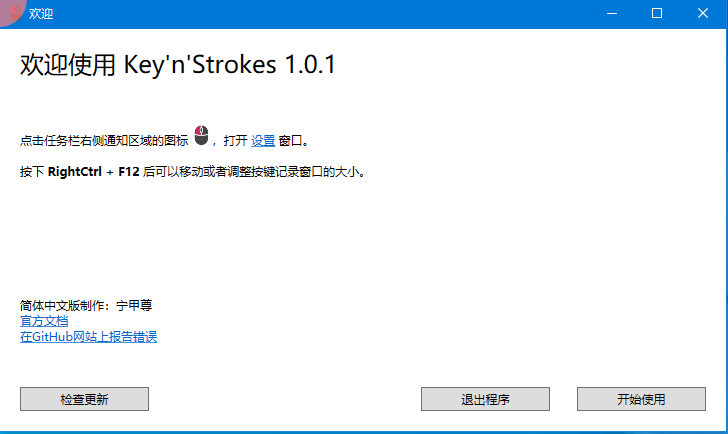 欢迎
欢迎使用 Key'n'Strokes 1.0.1
点击任务栏右侧通知区域的图标 ，打开 设置 窗口。
按下 RightCtrl + F12 后可以移动或者调整按键记录窗口的大小。
简体中文版制作：宁甲尊
官方文档
在GitHub网站上报告错误
检查更新 退出程序 开始使用